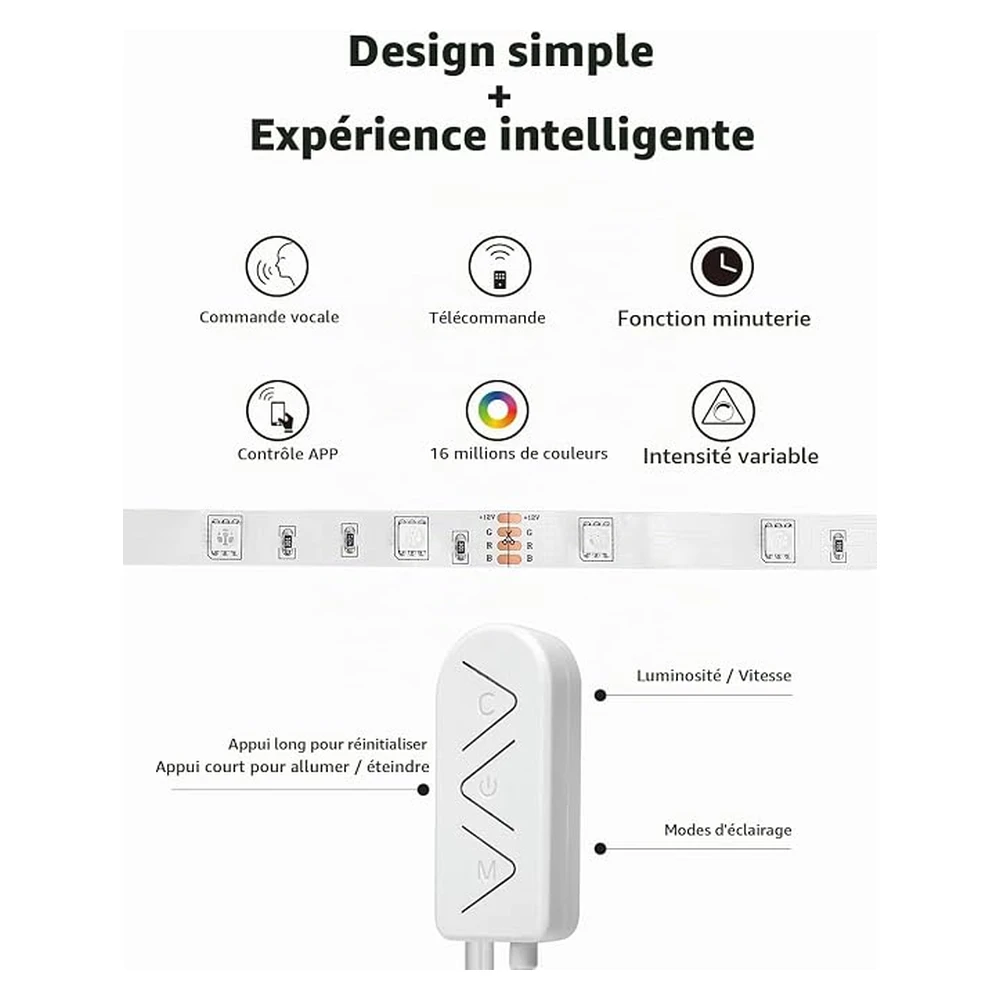 Design simple
+
Expérience intelligente
Commande vocale
Télécommande
Fonction minuterie
Contrôle APP
16 millions de couleurs
Intensité variable
+12V +12V
G G
R R
B B
C
Luminosité / Vitesse
Appui long pour réinitialiser
Appui court pour allumer / éteindre
M
Modes d'éclairage